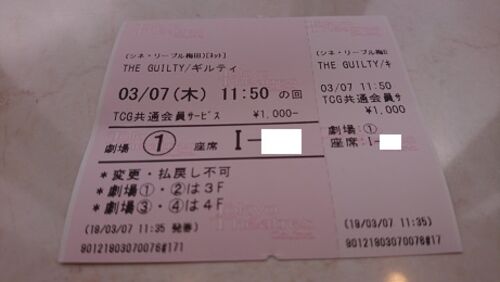 (シネ・リーブル梅田)[ネット]
THE GUILTY/ギルティ
03/07(木) 11:50 の回
TCG共通会員サービス ¥1,000-
劇場 ① 座席 I-
*変更・払戻し不可
*劇場①・②は3F
*劇場③・④は4F
(19/03/07 11:35 発券)
90121903070076#171
(シネ・リーブル梅田
THE GUILTY/ギ
03/07 11:50
TCG共通会員サ
¥1,000
劇場:①
座席:I-
(19/03/07 11:35)
90121903070076#17